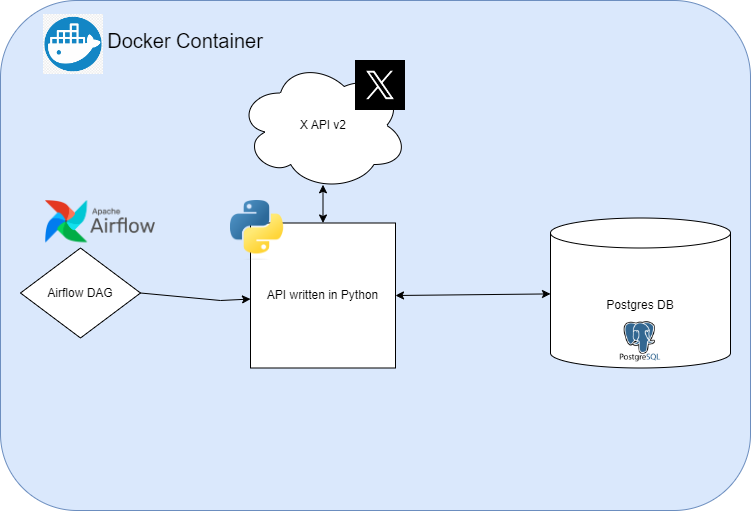 Docker Container
X API v2
Apache
Airflow
Airflow DAG
API written in Python
Postgres DB
PostgreSQL